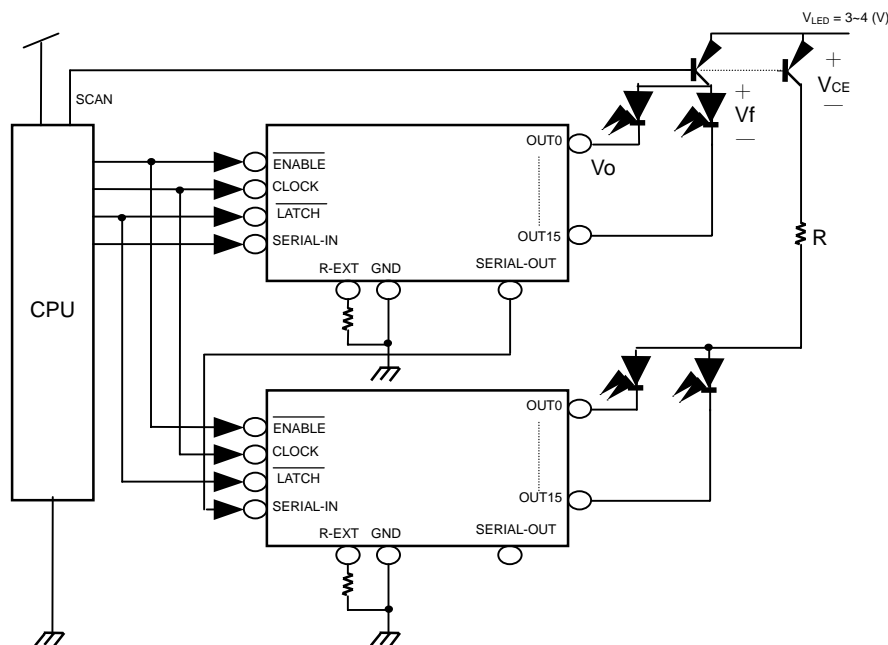 V LED = 3~4 (V)
SCAN
+
VCE
—
+
Vf
—
ENABLE
CLOCK
LATCH
SERIAL-IN
OUT0
Vo
OUT15
R-EXT
GND
SERIAL-OUT
R
CPU
ENABLE
CLOCK
LATCH
SERIAL-IN
OUT0
OUT15
R-EXT
GND
SERIAL-OUT